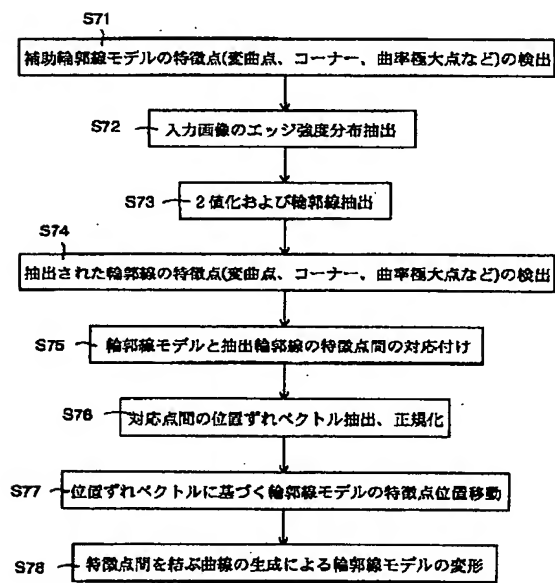 S71
補助輪郭線モデルの特徴点(変曲点、コーナー、曲率極大点など)の検出
S72
入力画像のエッジ強度分布抽出
S73
2値化および輪郭線抽出
S74
抽出された輪郭線の特徴点(変曲点、コーナー、曲率極大点など)の検出
S75
輪郭線モデルと抽出輪郭線の特徴点間の対応付け
S76
対応点間の位置ずれベクトル抽出、正規化
S77
位置ずれベクトルに基づく輪郭線モデルの特徴点位置移動
S78
特徴点間を結ぶ曲線の生成による輪郭線モデルの変形